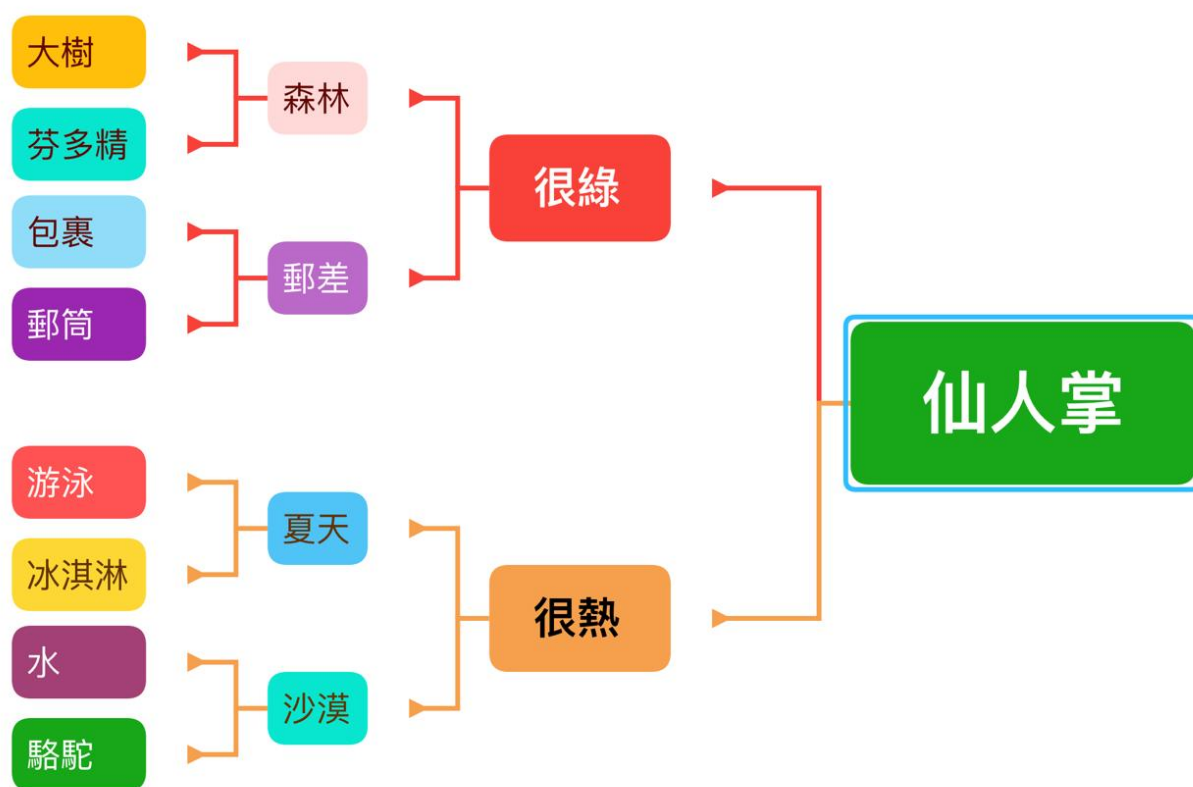 大樹
芬多精
森林
包裹
郵筒
郵差
很綠
游泳
冰淇淋
夏天
水
駱駝
沙漠
很熱
仙人掌